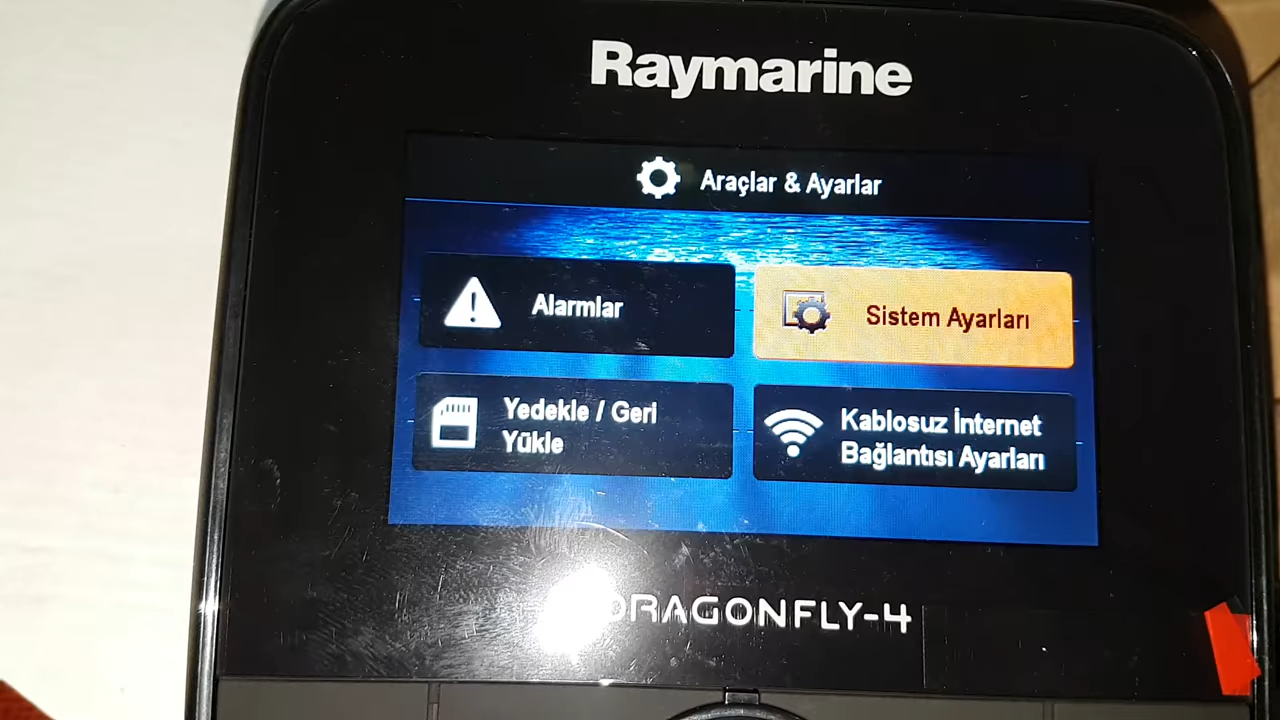 Raymarine
Araçlar & Ayarlar
Alarmlar
Sistem Ayarları
Yedekle / Geri
Yükle
Kablosuz İnternet
Bağlantısı Ayarları
DRAGONFLY-4